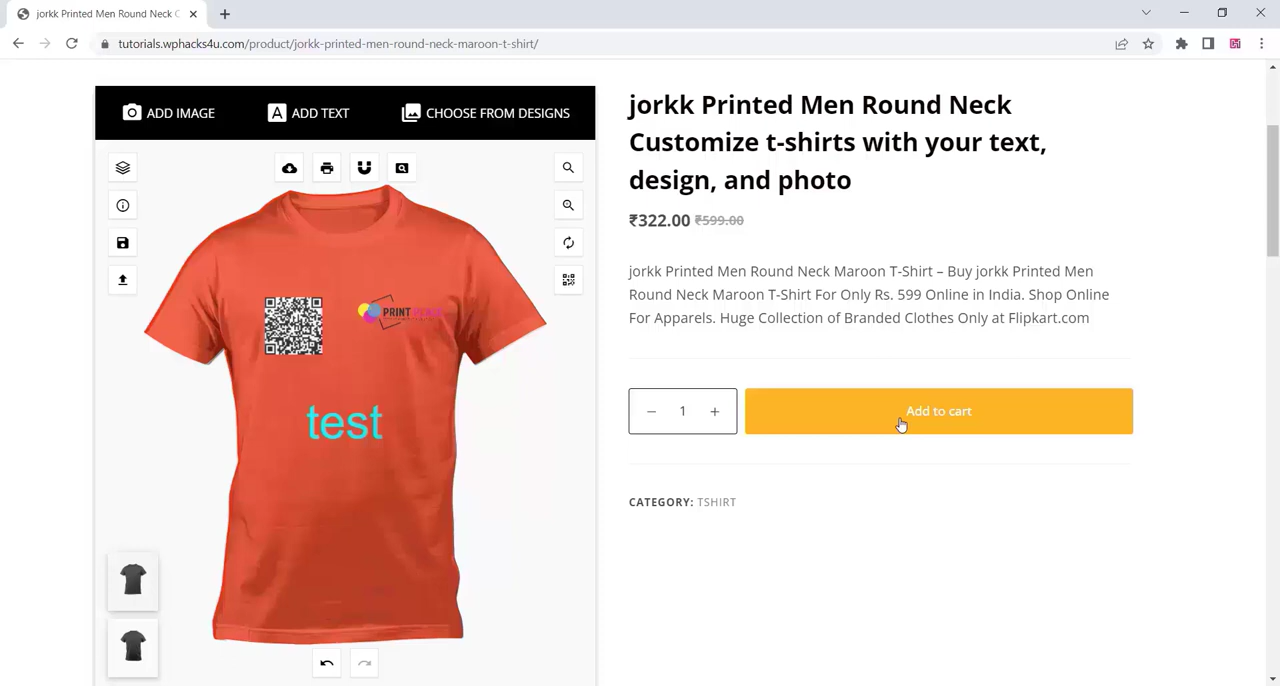 jorkk Printed Men Round Neck C
tutorials.wphacks4u.com/product/jorkk-printed-men-round-neck-maroon-t-shirt/
ADD IMAGE
ADD TEXT
CHOOSE FROM DESIGNS
PRINT
test
jorkk Printed Men Round Neck
Customize t-shirts with your text,
design, and photo
₹322.00 ₹599.00
jorkk Printed Men Round Neck Maroon T-Shirt – Buy jorkk Printed Men
Round Neck Maroon T-Shirt For Only Rs. 599 Online in India. Shop Online
For Apparels. Huge Collection of Branded Clothes Only at Flipkart.com
− 1 +
Add to cart
CATEGORY: TSHIRT